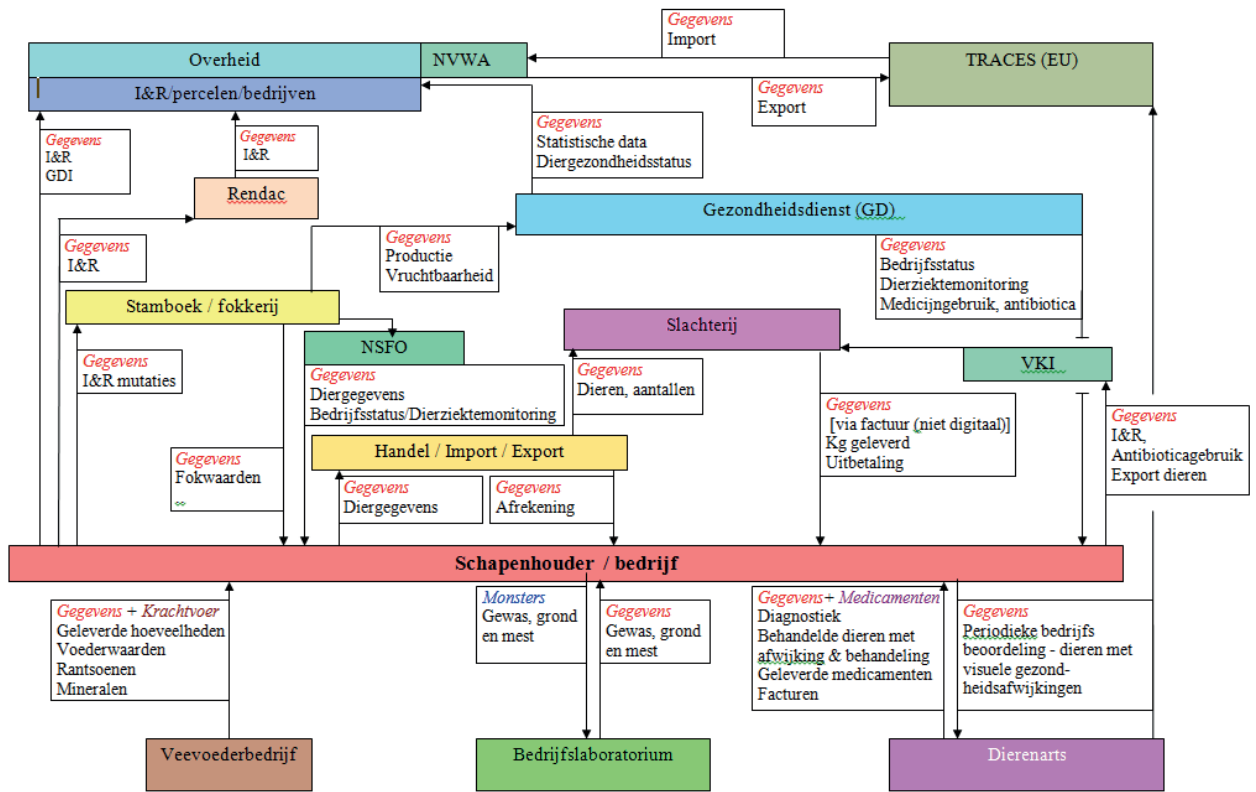 Gegevens
Import
Overheid
NVWA
TRACES (EU)
I&R/percelen/bedrijven
Gegevens
Export
Gegevens
I&R
GDI
Gegevens
I&R
Gegevens
Statistische data
Diergezondheidsstatus
Rendac
Gezondheidsdienst (GD)
Gegevens
I&R
Gegevens
Productie
Vruchtbaarheid
Gegevens
Bedrijfsstatus
Dierziektemonitoring
Medicijngebruik, antibiotica
Stamboek / fokkerij
Slachterij
NSFO
VKI
Gegevens
I&R mutaties
Gegevens
Diergegevens
Bedrijfsstatus/Dierziektemonitoring
Gegevens
Dieren, aantallen
Gegevens
[via factuur (niet digitaal)]
Kg geleverd
Uitbetaling
Gegevens
I&R,
Antibioticagebruik
Export dieren
Handel / Import / Export
Gegevens
Fokwaarden
Gegevens
Diergegevens
Gegevens
Afrekening
Schapenhouder / bedrijf
Gegevens + Krachtvoer
Geleverde hoeveelheden
Voederwaarden
Rantsoenen
Mineralen
Monsters
Gewas, grond
en mest
Gegevens
Gewas, grond
en mest
Gegevens+ Medicamenten
Diagnostiek
Behandelde dieren met
afwijking & behandeling
Geleverde medicamenten
Facturen
Gegevens
Periodieke bedrijfs
beoordeling - dieren met
visuele gezond-
heidsafwijkingen
Veevoederbedrijf
Bedrijfslaboratorium
Dierenarts